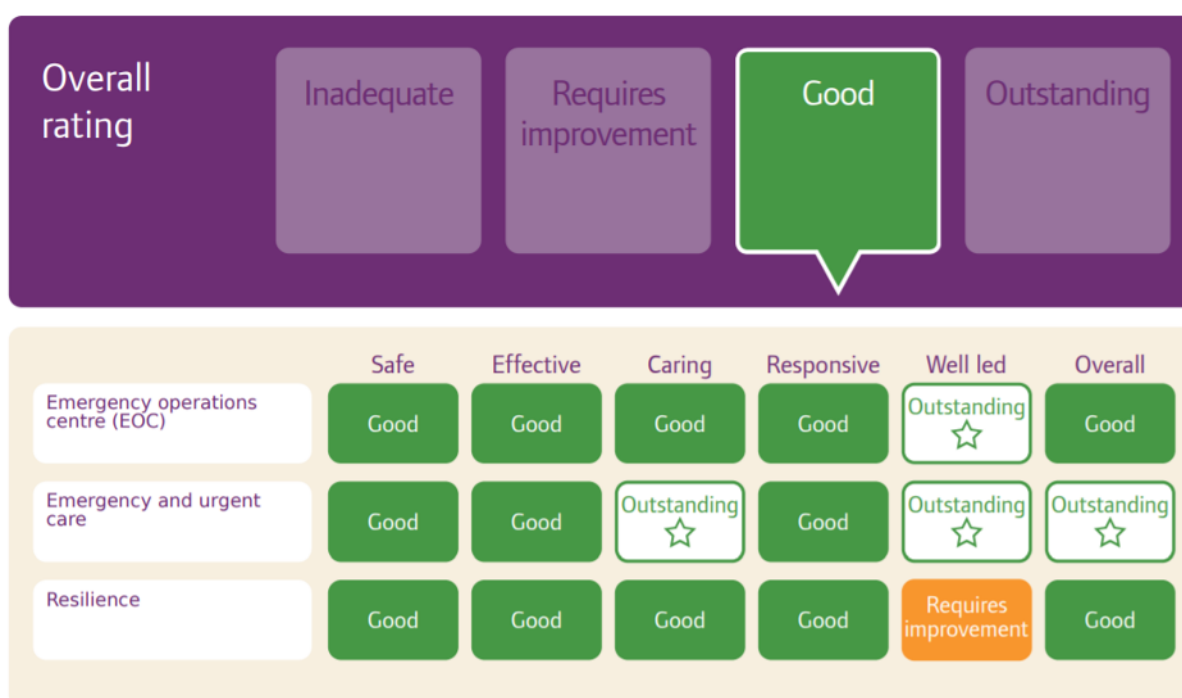 Overall
rating
Inadequate
Requires
improvement
Good
Outstanding
Safe Effective Caring Responsive Well led Overall
Emergency operations
centre (EOC)
Good Good Good Good Outstanding Good
Emergency and urgent
care
Good Good Outstanding Good Outstanding Outstanding
Resilience
Good Good Good Good Requires
improvement Good